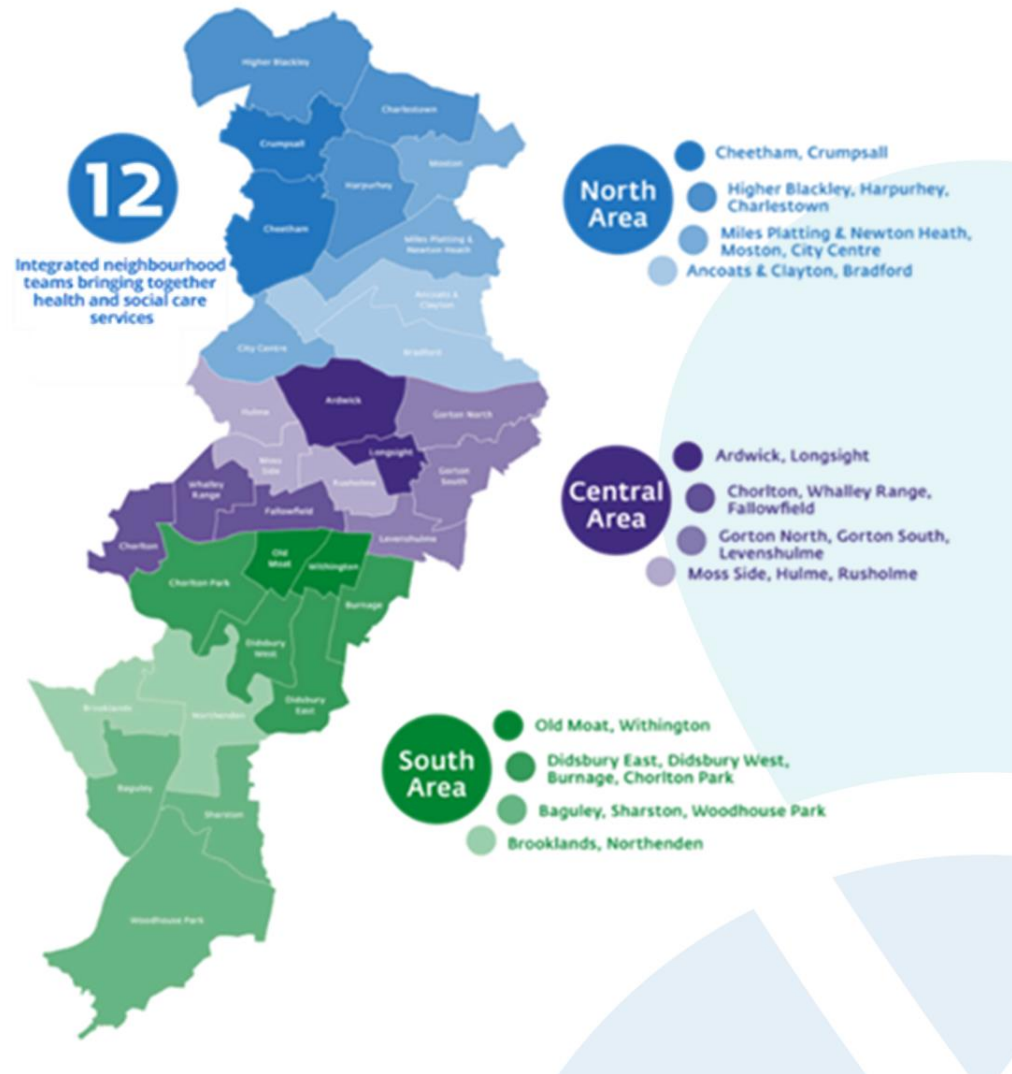 Higher Blackley
Charlestown
Crumpsall
Moston
Harpurhey
Cheetham
Miles Platting &
Newton Heath
Ancoats &
Clayton
City Centre
Bradford
Ardwick
Hulme
Gorton North
Longsight
Moss
Side
Gorton
South
Whalley
Range
Rusholme
Fallowfield
Levenshulme
Chorlton
Old
Moat
Withington
Chorlton Park
Burnage
Didsbury
West
Didsbury
East
Brooklands
Northenden
Baguley
Sharston
Woodhouse Park
12
Integrated neighbourhood
teams bringing together
health and social care
services
North
Area
Cheetham, Crumpsall
Higher Blackley, Harpurhey,
Charlestown
Miles Platting & Newton Heath,
Moston, City Centre
Ancoats & Clayton, Bradford
Central
Area
Ardwick, Longsight
Chorlton, Whalley Range,
Fallowfield
Gorton North, Gorton South,
Levenshulme
Moss Side, Hulme, Rusholme
South
Area
Old Moat, Withington
Didsbury East, Didsbury West,
Burnage, Chorlton Park
Baguley, Sharston, Woodhouse Park
Brooklands, Northenden